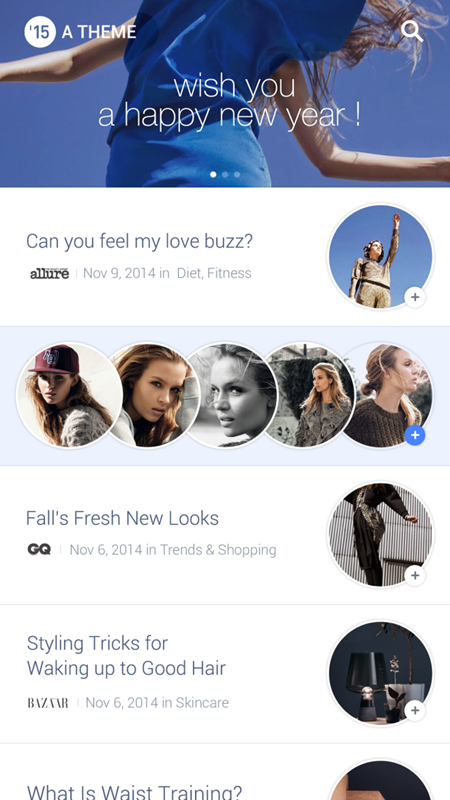 '15 A THEME
wish you
a happy new year !
Can you feel my love buzz?
allure Nov 9, 2014 in Diet, Fitness
Fall's Fresh New Looks
GQ Nov 6, 2014 in Trends & Shopping
Styling Tricks for
Waking up to Good Hair
BAZAAR Nov 6, 2014 in Skincare
What Is Waist Training?